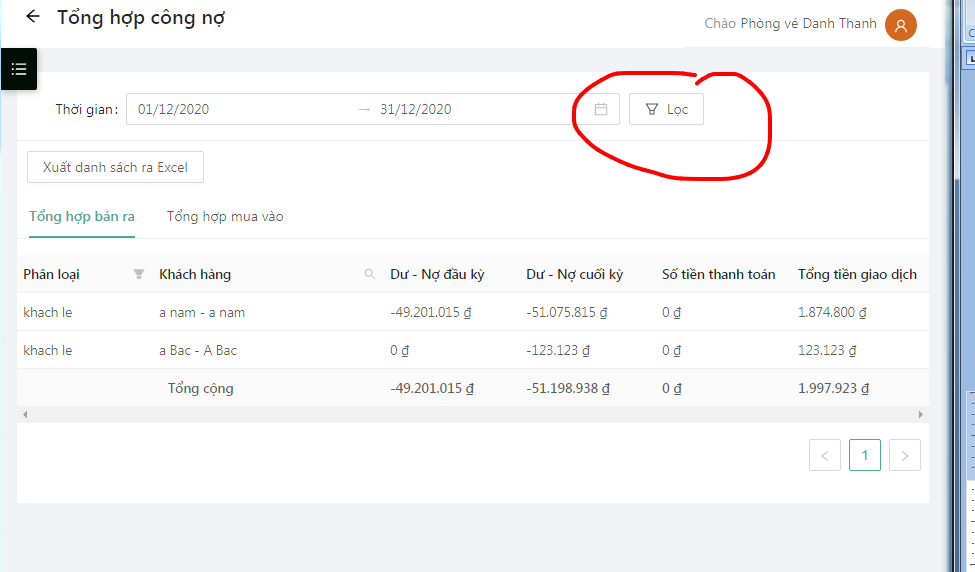 Tổng hợp công nợ
Chào Phòng vé Danh Thanh
Thời gian: 01/12/2020 → 31/12/2020 Lọc
Xuất danh sách ra Excel
Tổng hợp bán ra Tổng hợp mua vào
Phân loại Khách hàng Dư - Nợ đầu kỳ Dư - Nợ cuối kỳ Số tiền thanh toán Tổng tiền giao dịch
khach le a nam - a nam -49.201.015 ₫ -51.075.815 ₫ 0 ₫ 1.874.800 ₫
khach le a Bac - A Bac 0 ₫ -123.123 ₫ 0 ₫ 123.123 ₫
Tổng cộng -49.201.015 ₫ -51.198.938 ₫ 0 ₫ 1.997.923 ₫
< 1 >